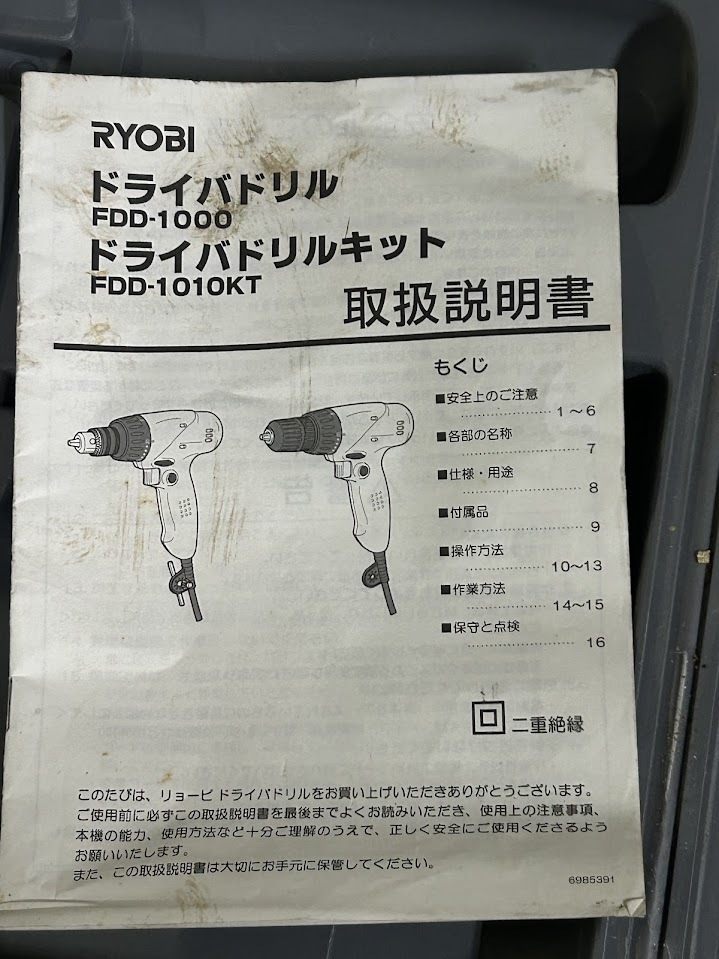 RYOBI
ドライバドリル
FDD-1000
ドライバドリルキット
FDD-1010KT
取扱説明書
もくじ
■安全上のご注意
1～6
■各部の名称
7
■仕様・用途
8
■付属品
9
■操作方法
10～13
■作業方法
14～15
■保守と点検
16
二重絶縁
このたびは、リョービ ドライバドリルをお買い上げいただきありがとうございます。
ご使用前に必ずこの取扱説明書を最後までよくお読みいただき、使用上の注意事項、
本機の能力、使用方法など十分ご理解のうえで、正しく安全にご使用くださるよう
お願いいたします。
また、この取扱説明書は大切にお手元に保管してください。
6985391